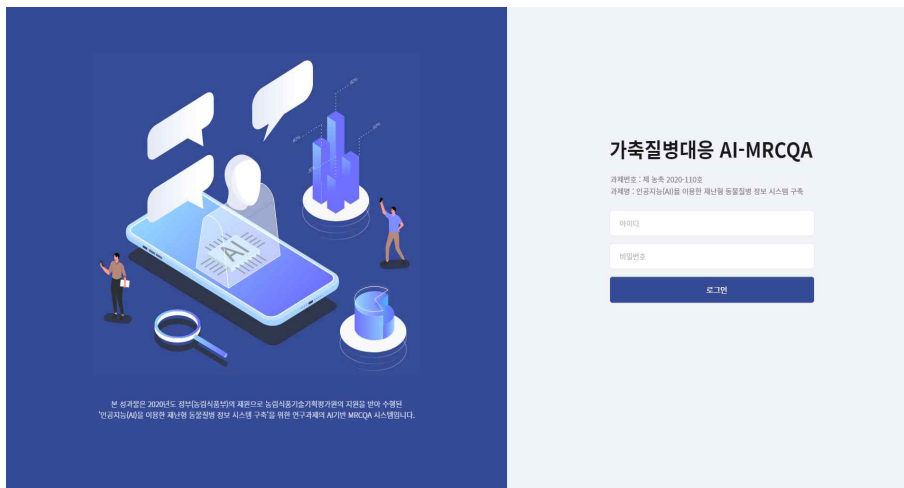 본 성과물은 2020년도 정부(농림식품부)의 재원으로 농림식품기술기획평가원의 지원을 받아 수행된
'인공지능(AI)을 이용한 재난형 동물질병 정보 시스템 구축'을 위한 연구과제의 AI기반 MRCQA 시스템입니다.
AI
가축질병대응 AI-MRCQA
과제번호 : 제 농축 2020-110호
과제명 : 인공지능(AI)을 이용한 재난형 동물질병 정보 시스템 구축
아이디
비밀번호
로그인